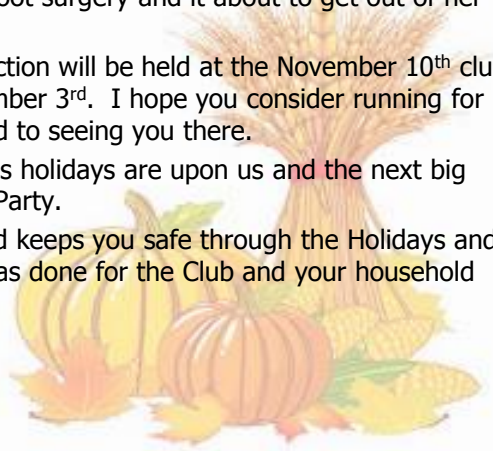 oot surgery and it about to get out of her
ction will be held at the November 10th clu
mber 3rd. I hope you consider running for
d to seeing you there.
s holidays are upon us and the next big
Party.
d keeps you safe through the Holidays and
as done for the Club and your household